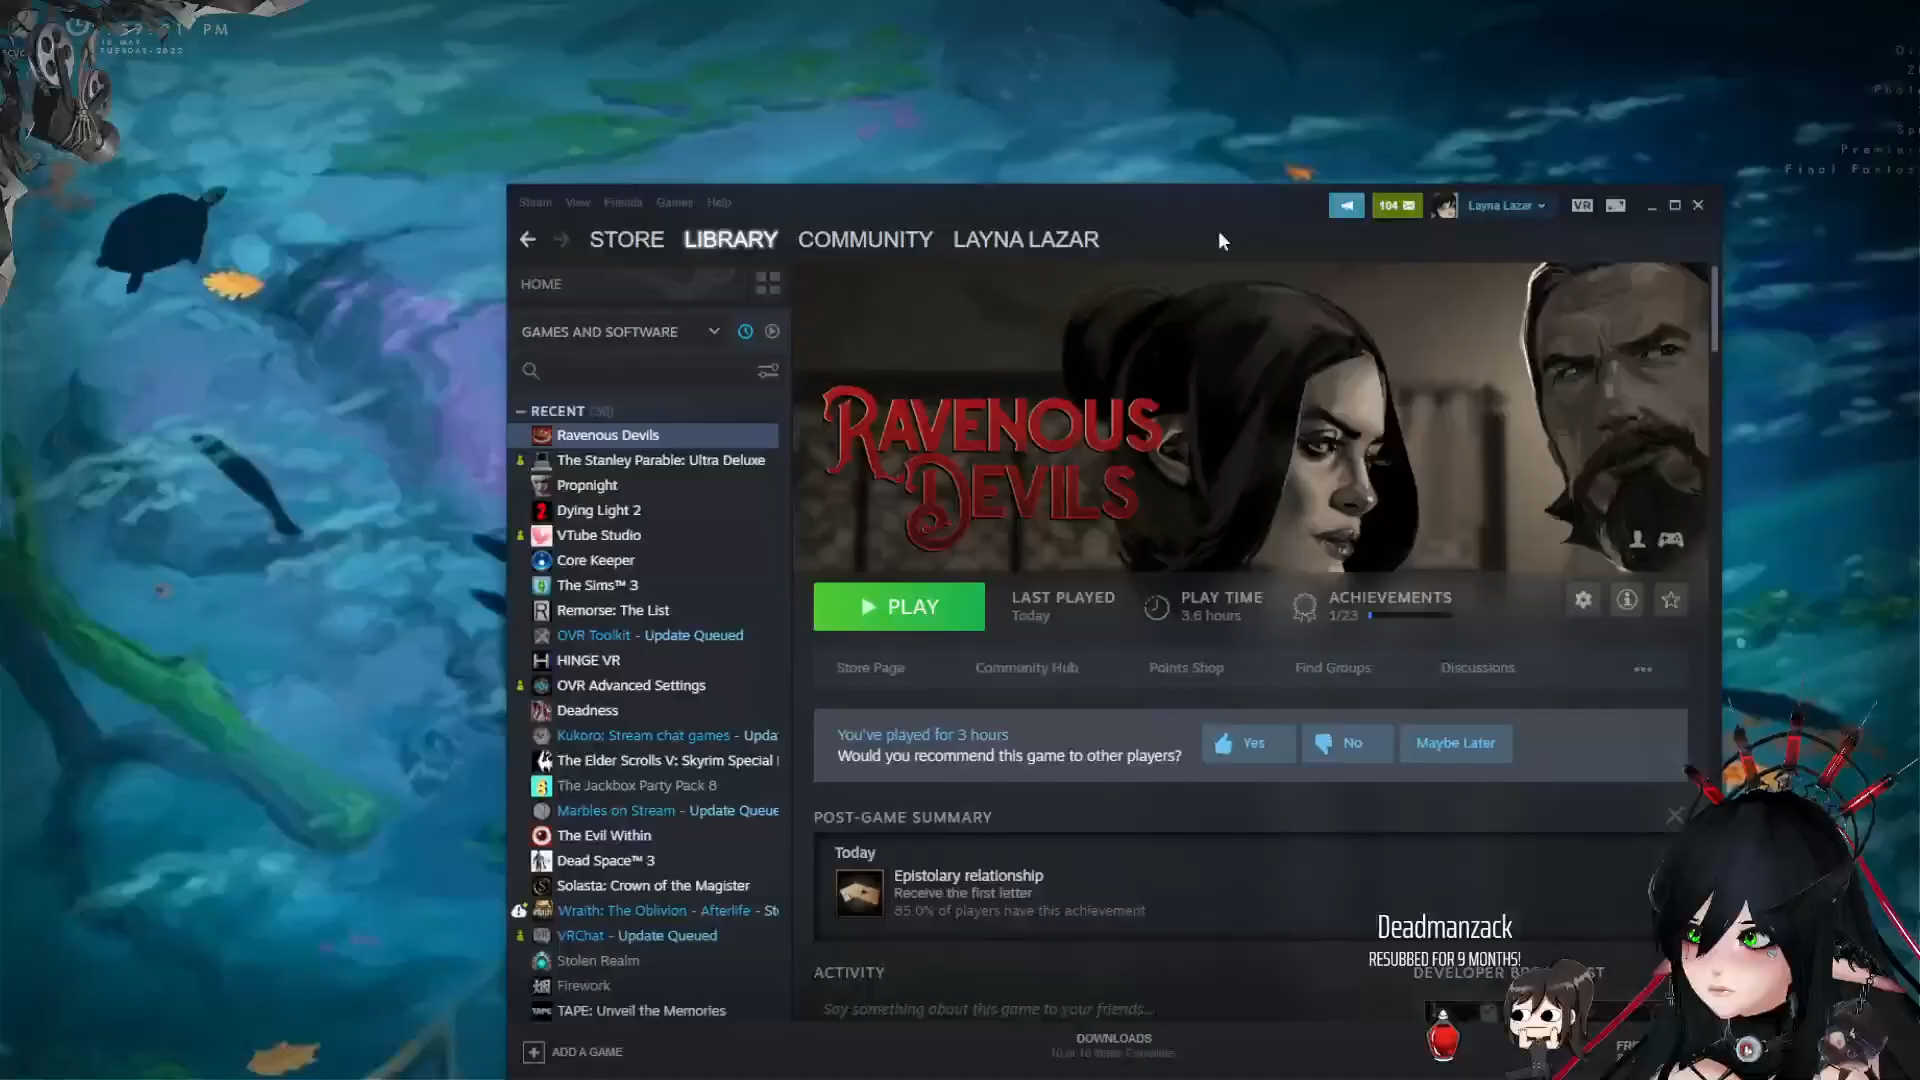 PM
TUESDAY-2022
Steam View Friends Games Help
104
Layna Lazar
VR
STORE LIBRARY COMMUNITY LAYNA LAZAR
HOME
GAMES AND SOFTWARE
RECENT (30)
Ravenous Devils
The Stanley Parable: Ultra Deluxe
Propnight
Dying Light 2
VTube Studio
Core Keeper
The Sims™ 3
Remorse: The List
OVR Toolkit - Update Queued
HINGE VR
OVR Advanced Settings
Deadness
Kukoro: Stream chat games - Upda
The Elder Scrolls V: Skyrim Special
The Jackbox Party Pack 8
Marbles on Stream - Update Queue
The Evil Within
Dead Space™ 3
Solasta: Crown of the Magister
Wraith: The Oblivion - Afterlife - St
VRChat - Update Queued
Stolen Realm
Firework
TAPE: Unveil the Memories
ADD A GAME
RAVENOUS
DEVILS
PLAY
LAST PLAYED
Today
PLAY TIME
3.6 hours
ACHIEVEMENTS
1/23
Store Page Community Hub Points Shop Find Groups Discussions
You've played for 3 hours
Would you recommend this game to other players?
Yes
No
Maybe Later
POST-GAME SUMMARY
Today
Epistolary relationship
Receive the first letter
85.0% of players have this achievement
ACTIVITY
Say something about this game to your friends...
DOWNLOADS
Deadmanzack
RESUBBED FOR 9 MONTHS!
DEVELOPER
Final Fantas